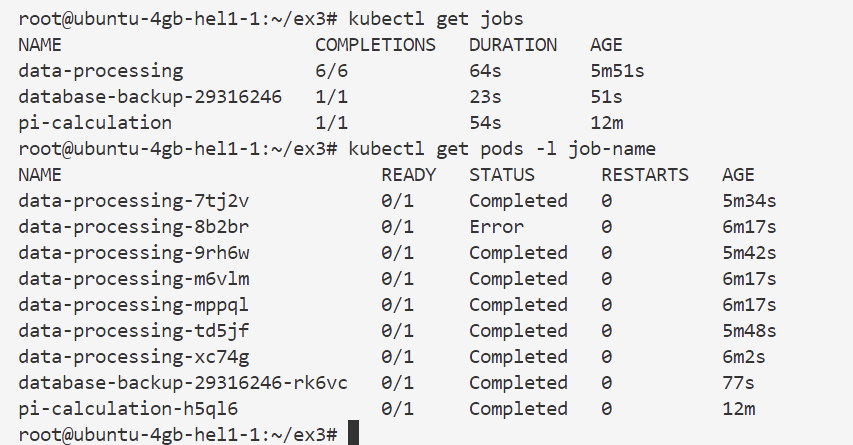 root@ubuntu-4gb-hel1-1:~/ex3# kubectl get jobs
NAME                       COMPLETIONS   DURATION   AGE
data-processing            6/6           64s        5m51s
database-backup-29316246   1/1           23s        51s
pi-calculation             1/1           54s        12m
root@ubuntu-4gb-hel1-1:~/ex3# kubectl get pods -l job-name
NAME                             READY   STATUS      RESTARTS   AGE
data-processing-7tj2v            0/1     Completed   0          5m34s
data-processing-8b2br            0/1     Error       0          6m17s
data-processing-9rh6w            0/1     Completed   0          5m42s
data-processing-m6vlm            0/1     Completed   0          6m17s
data-processing-mppql            0/1     Completed   0          6m17s
data-processing-td5jf            0/1     Completed   0          5m48s
data-processing-xc74g            0/1     Completed   0          6m2s
database-backup-29316246-rk6vc   0/1     Completed   0          77s
pi-calculation-h5ql6             0/1     Completed   0          12m
root@ubuntu-4gb-hel1-1:~/ex3#